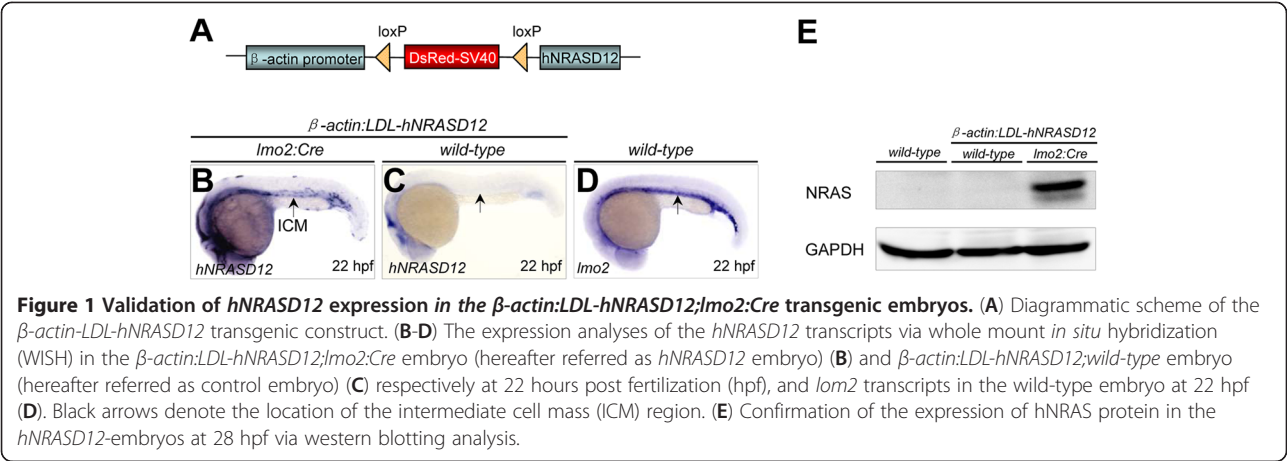 A
E
loxP loxP
β-actin promoter DsRed-SV40 hNRASD12
β-actin:LDL-hNRASD12
lmo2:Cre wild-type wild-type
B C D
ICM
hNRASD12 22 hpf hNRASD12 22 hpf lmo2 22 hpf
β-actin:LDL-hNRASD12
wild-type wild-type lmo2:Cre
NRAS
GAPDH
Figure 1 Validation of hNRASD12 expression in the β-actin:LDL-hNRASD12;lmo2:Cre transgenic embryos. (A) Diagrammatic scheme of the
β-actin-LDL-hNRASD12 transgenic construct. (B-D) The expression analyses of the hNRASD12 transcripts via whole mount in situ hybridization
(WISH) in the β-actin:LDL-hNRASD12;lmo2:Cre embryo (hereafter referred as hNRASD12 embryo) (B) and β-actin:LDL-hNRASD12;wild-type embryo
(hereafter referred as control embryo) (C) respectively at 22 hours post fertilization (hpf), and lom2 transcripts in the wild-type embryo at 22 hpf
(D). Black arrows denote the location of the intermediate cell mass (ICM) region. (E) Confirmation of the expression of hNRAS protein in the
hNRASD12-embryos at 28 hpf via western blotting analysis.